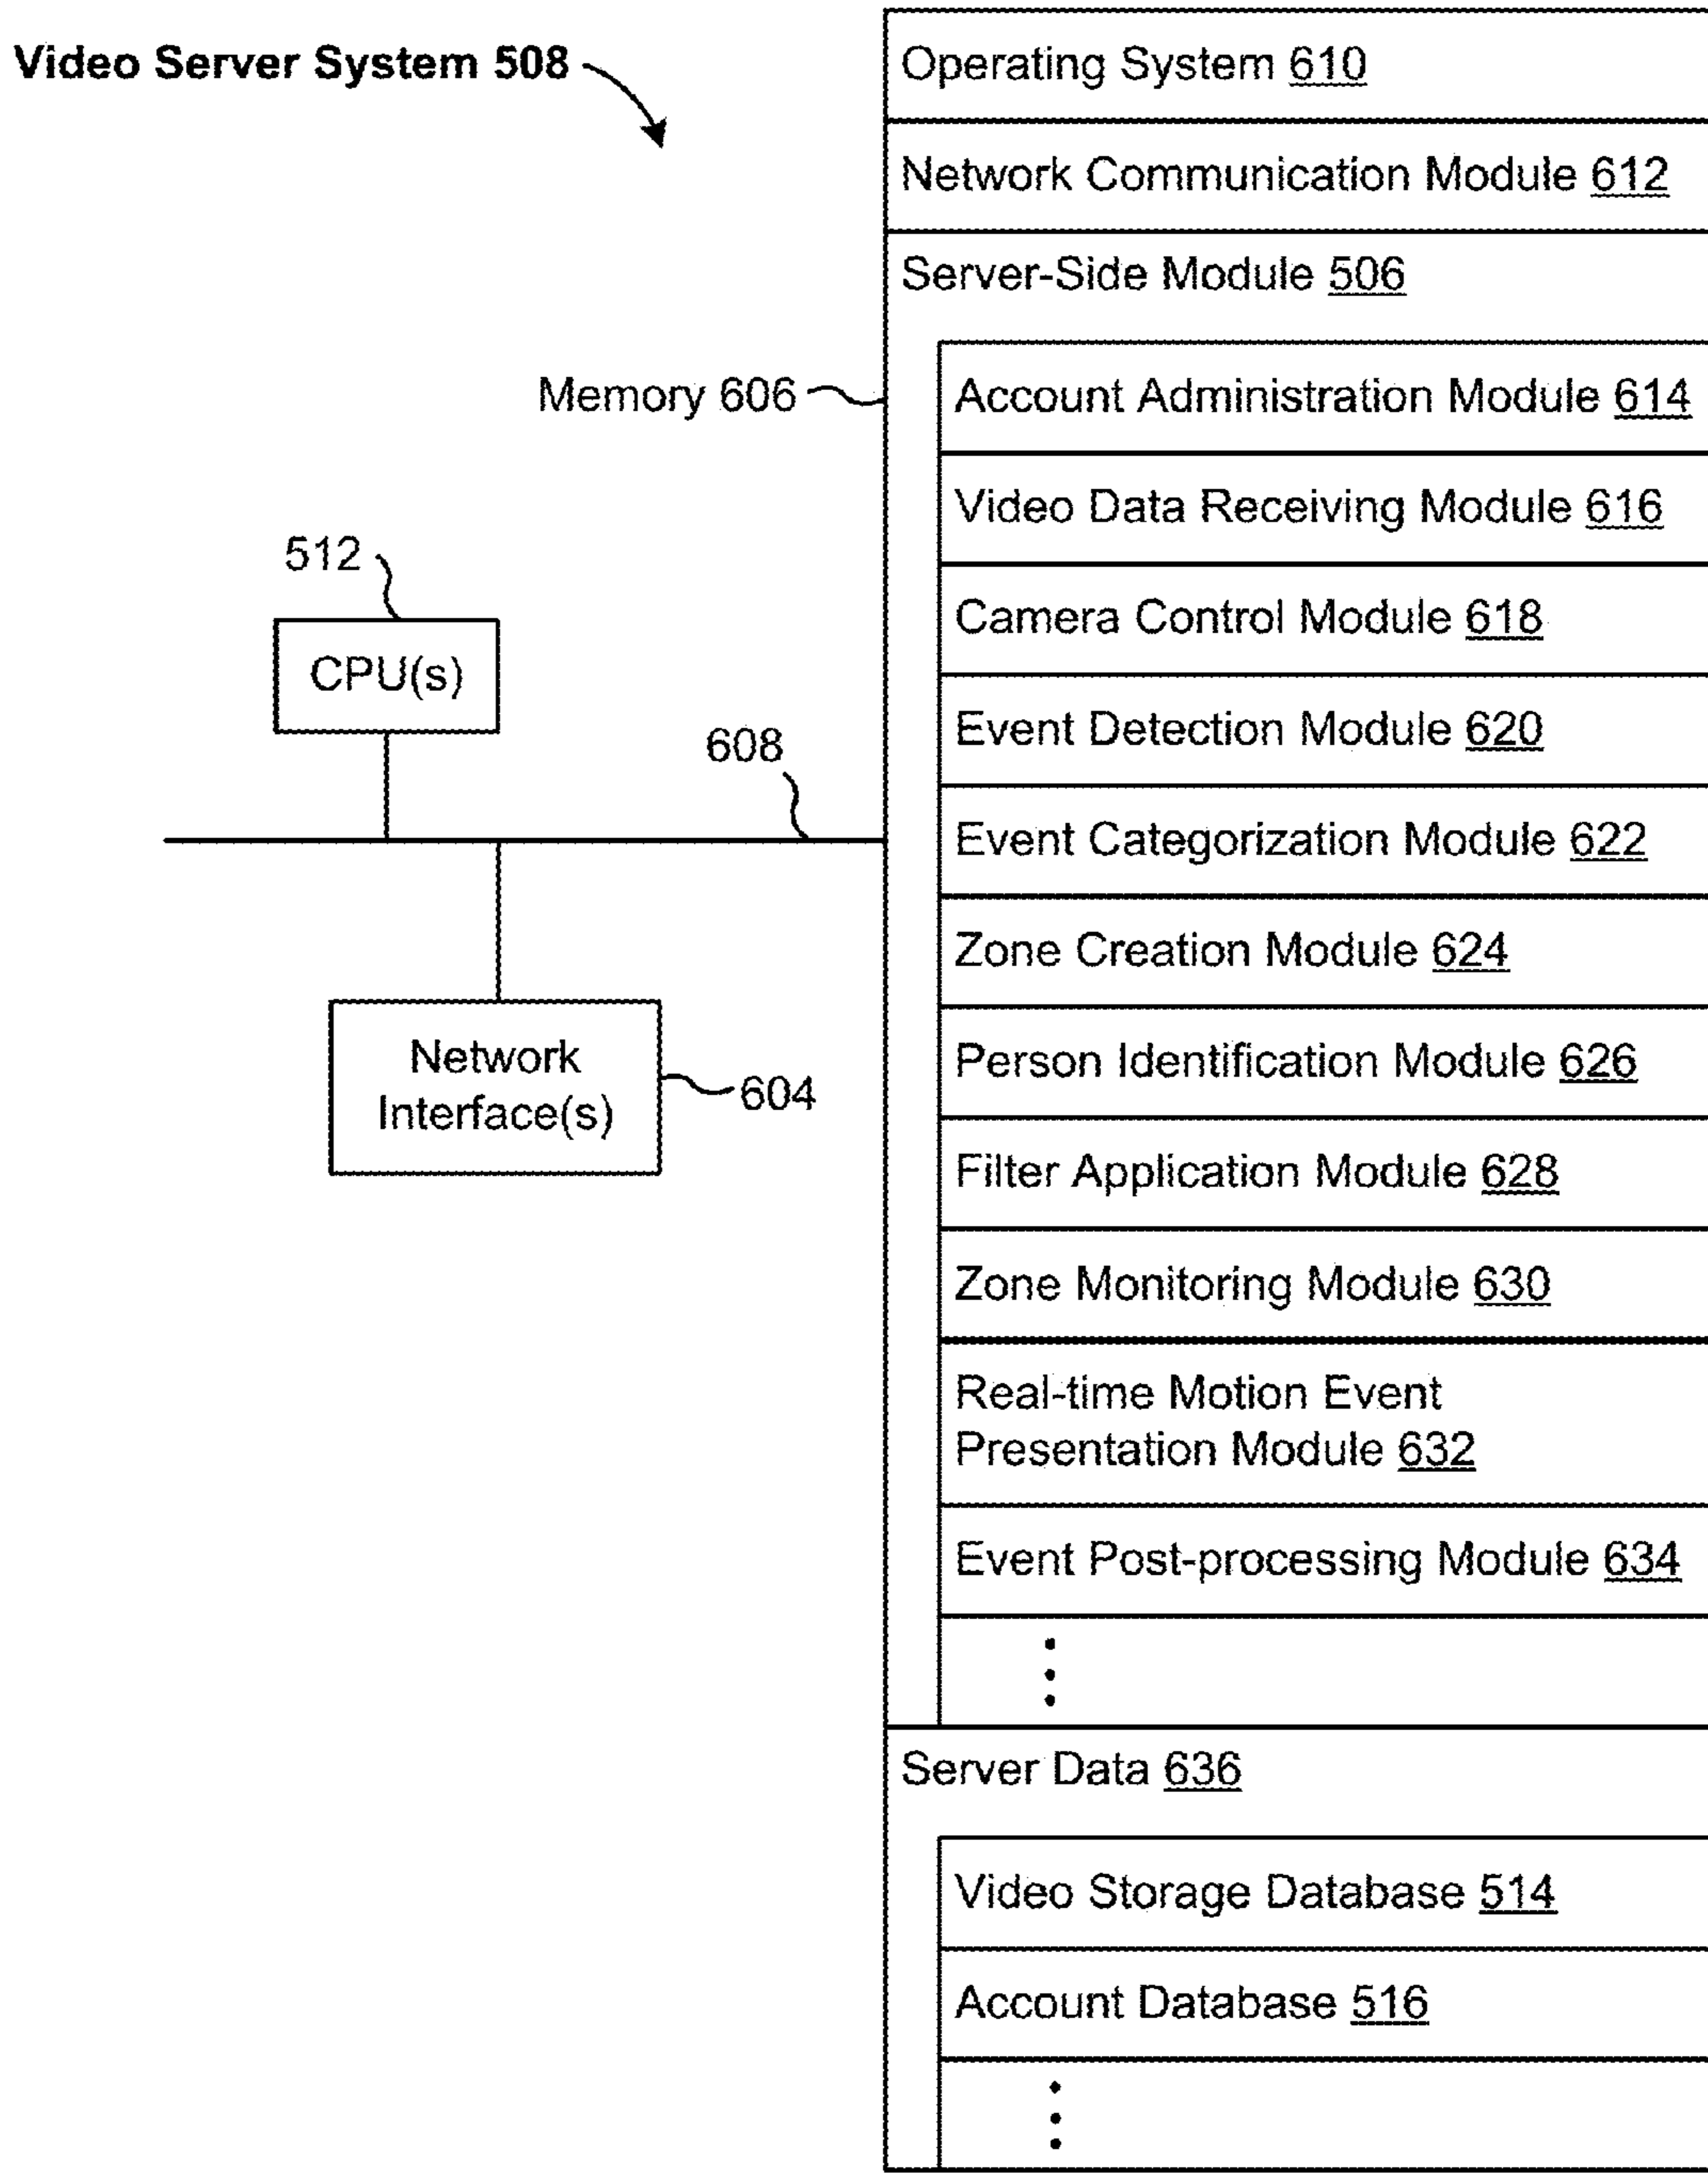 Video Server System 508
Operating System 610
Network Communication Module 612
Server-Side Module 506
Memory 606
Account Administration Module 614
Video Data Receiving Module 616
512
CPU(s)
Camera Control Module 618
Event Detection Module 620
608
Event Categorization Module 622
Zone Creation Module 624
Network
Interface(s)
604
Person Identification Module 626
Filter Application Module 628
Zone Monitoring Module 630
Real-time Motion Event
Presentation Module 632
Event Post-processing Module 634
Server Data 636
Video Storage Database 514
Account Database 516